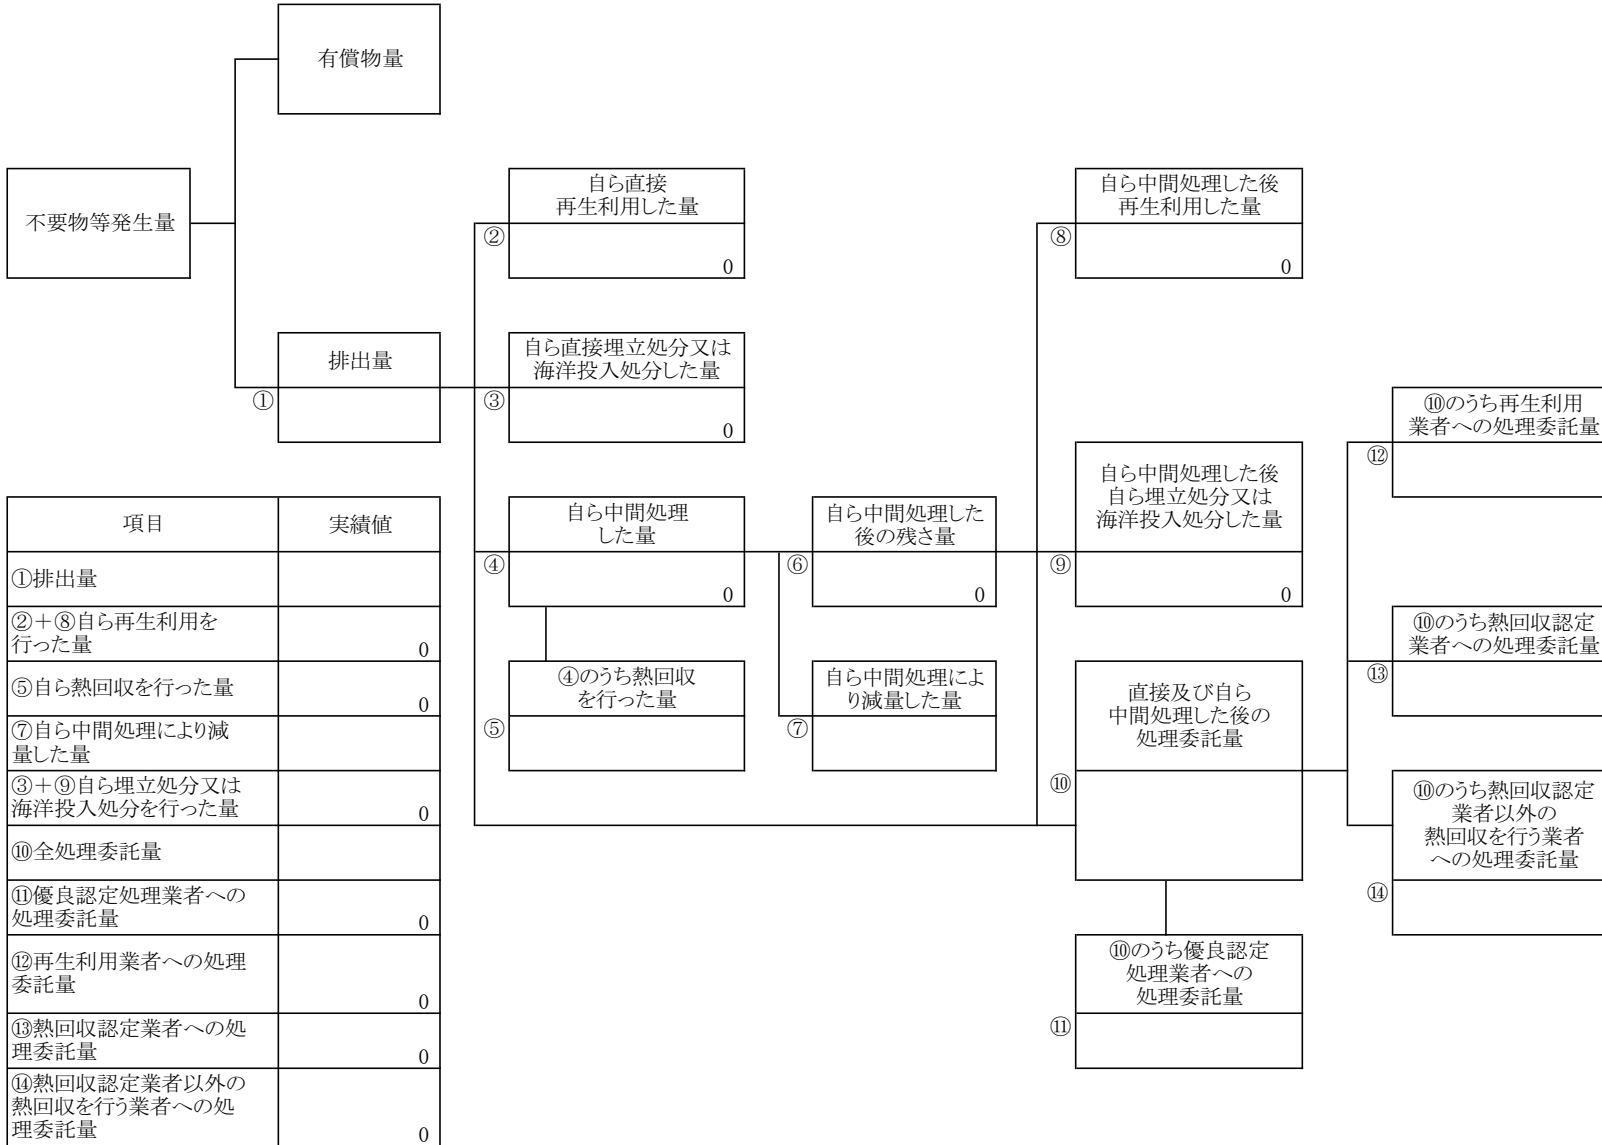 有償物量
不要物等発生量
自ら直接
再生利用した量
②
0
自ら中間処理した後
再生利用した量
⑧
0
排出量
①
自ら直接埋立処分又は
海洋投入処分した量
③
0
⑩のうち再生利用
業者への処理委託量
⑫
自ら中間処理
した量
④
0
自ら中間処理した
後の残さ量
⑥
0
自ら中間処理した後
自ら埋立処分又は
海洋投入処分した量
⑨
0
⑩のうち熱回収認定
業者への処理委託量
⑬
④のうち熱回収
を行った量
⑤
自ら中間処理によ
り減量した量
⑦
直接及び自ら
中間処理した後の
処理委託量
⑩
⑩のうち熱回収認定
業者以外の
熱回収を行う業者
への処理委託量
⑭
⑩のうち優良認定
処理業者への
処理委託量
⑪
項目 実績値
①排出量
②＋⑧自ら再生利用を
行った量 0
⑤自ら熱回収を行った量 0
⑦自ら中間処理により減
量した量
③＋⑨自ら埋立処分又は
海洋投入処分を行った量 0
⑩全処理委託量
⑪優良認定処理業者への
処理委託量 0
⑫再生利用業者への処理
委託量 0
⑬熱回収認定業者への処
理委託量 0
⑭熱回収認定業者以外の
熱回収を行う業者への処
理委託量 0